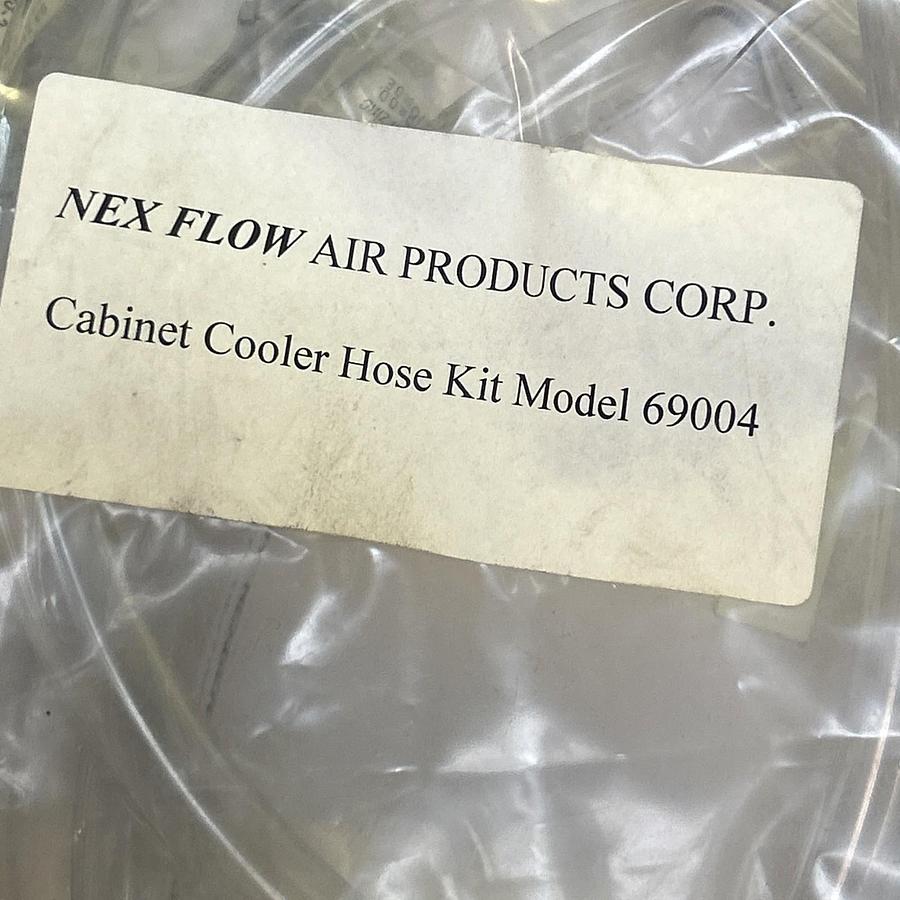 NEX FLOW AIR PRODUCTS CORP.
Cabinet Cooler Hose Kit Model 69004